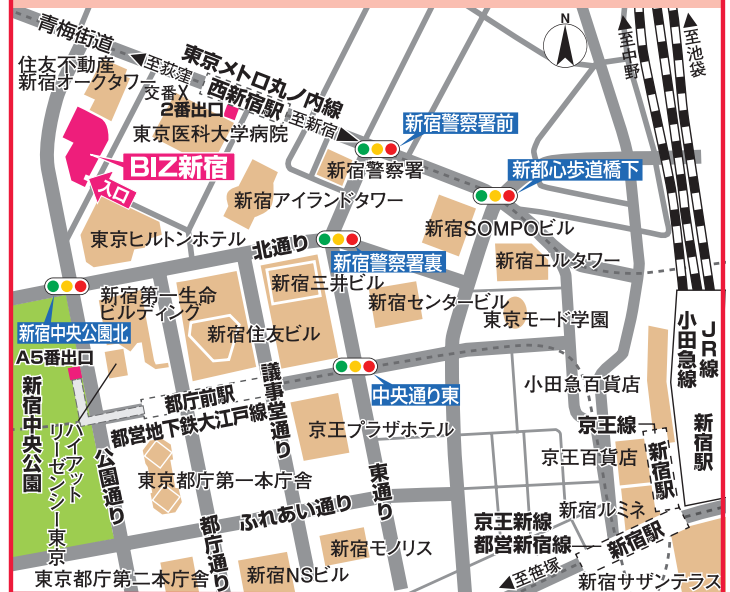 青梅街道
N
至中野
至池袋
住友不動産
新宿オークタワー
至荻窪
東京メトロ丸ノ内線
西新宿駅
交番X
2番出口
至新宿
東京医科大学病院
新宿警察署前
BIZ新宿
入口
新宿警察署
新都心歩道橋下
新宿アイランドタワー
新宿SOMPOビル
東京ヒルトンホテル
北通り
新宿警察署裏
新宿エルタワー
新宿三井ビル
新宿第一生命
ビルディング
新宿センタービル
東京モード学園
新宿中央公園北
新宿住友ビル
JR線
小田急線
新宿駅
A5番出口
議事堂通り
中央通り東
小田急百貨店
新宿中央公園
都庁前駅
都営地下鉄大江戸線
京王プラザホテル
京王線
新宿駅
京王百貨店
ハイアット
リーゼンシー東京
公園通り
東京都庁第一本庁舎
東通り
ふれあい通り
都庁通り
新宿ルミネ
京王新線
都営新宿線
新宿駅
新宿モノリス
東京都庁第二本庁舎
新宿NSビル
至笹塚
新宿サザンテラス